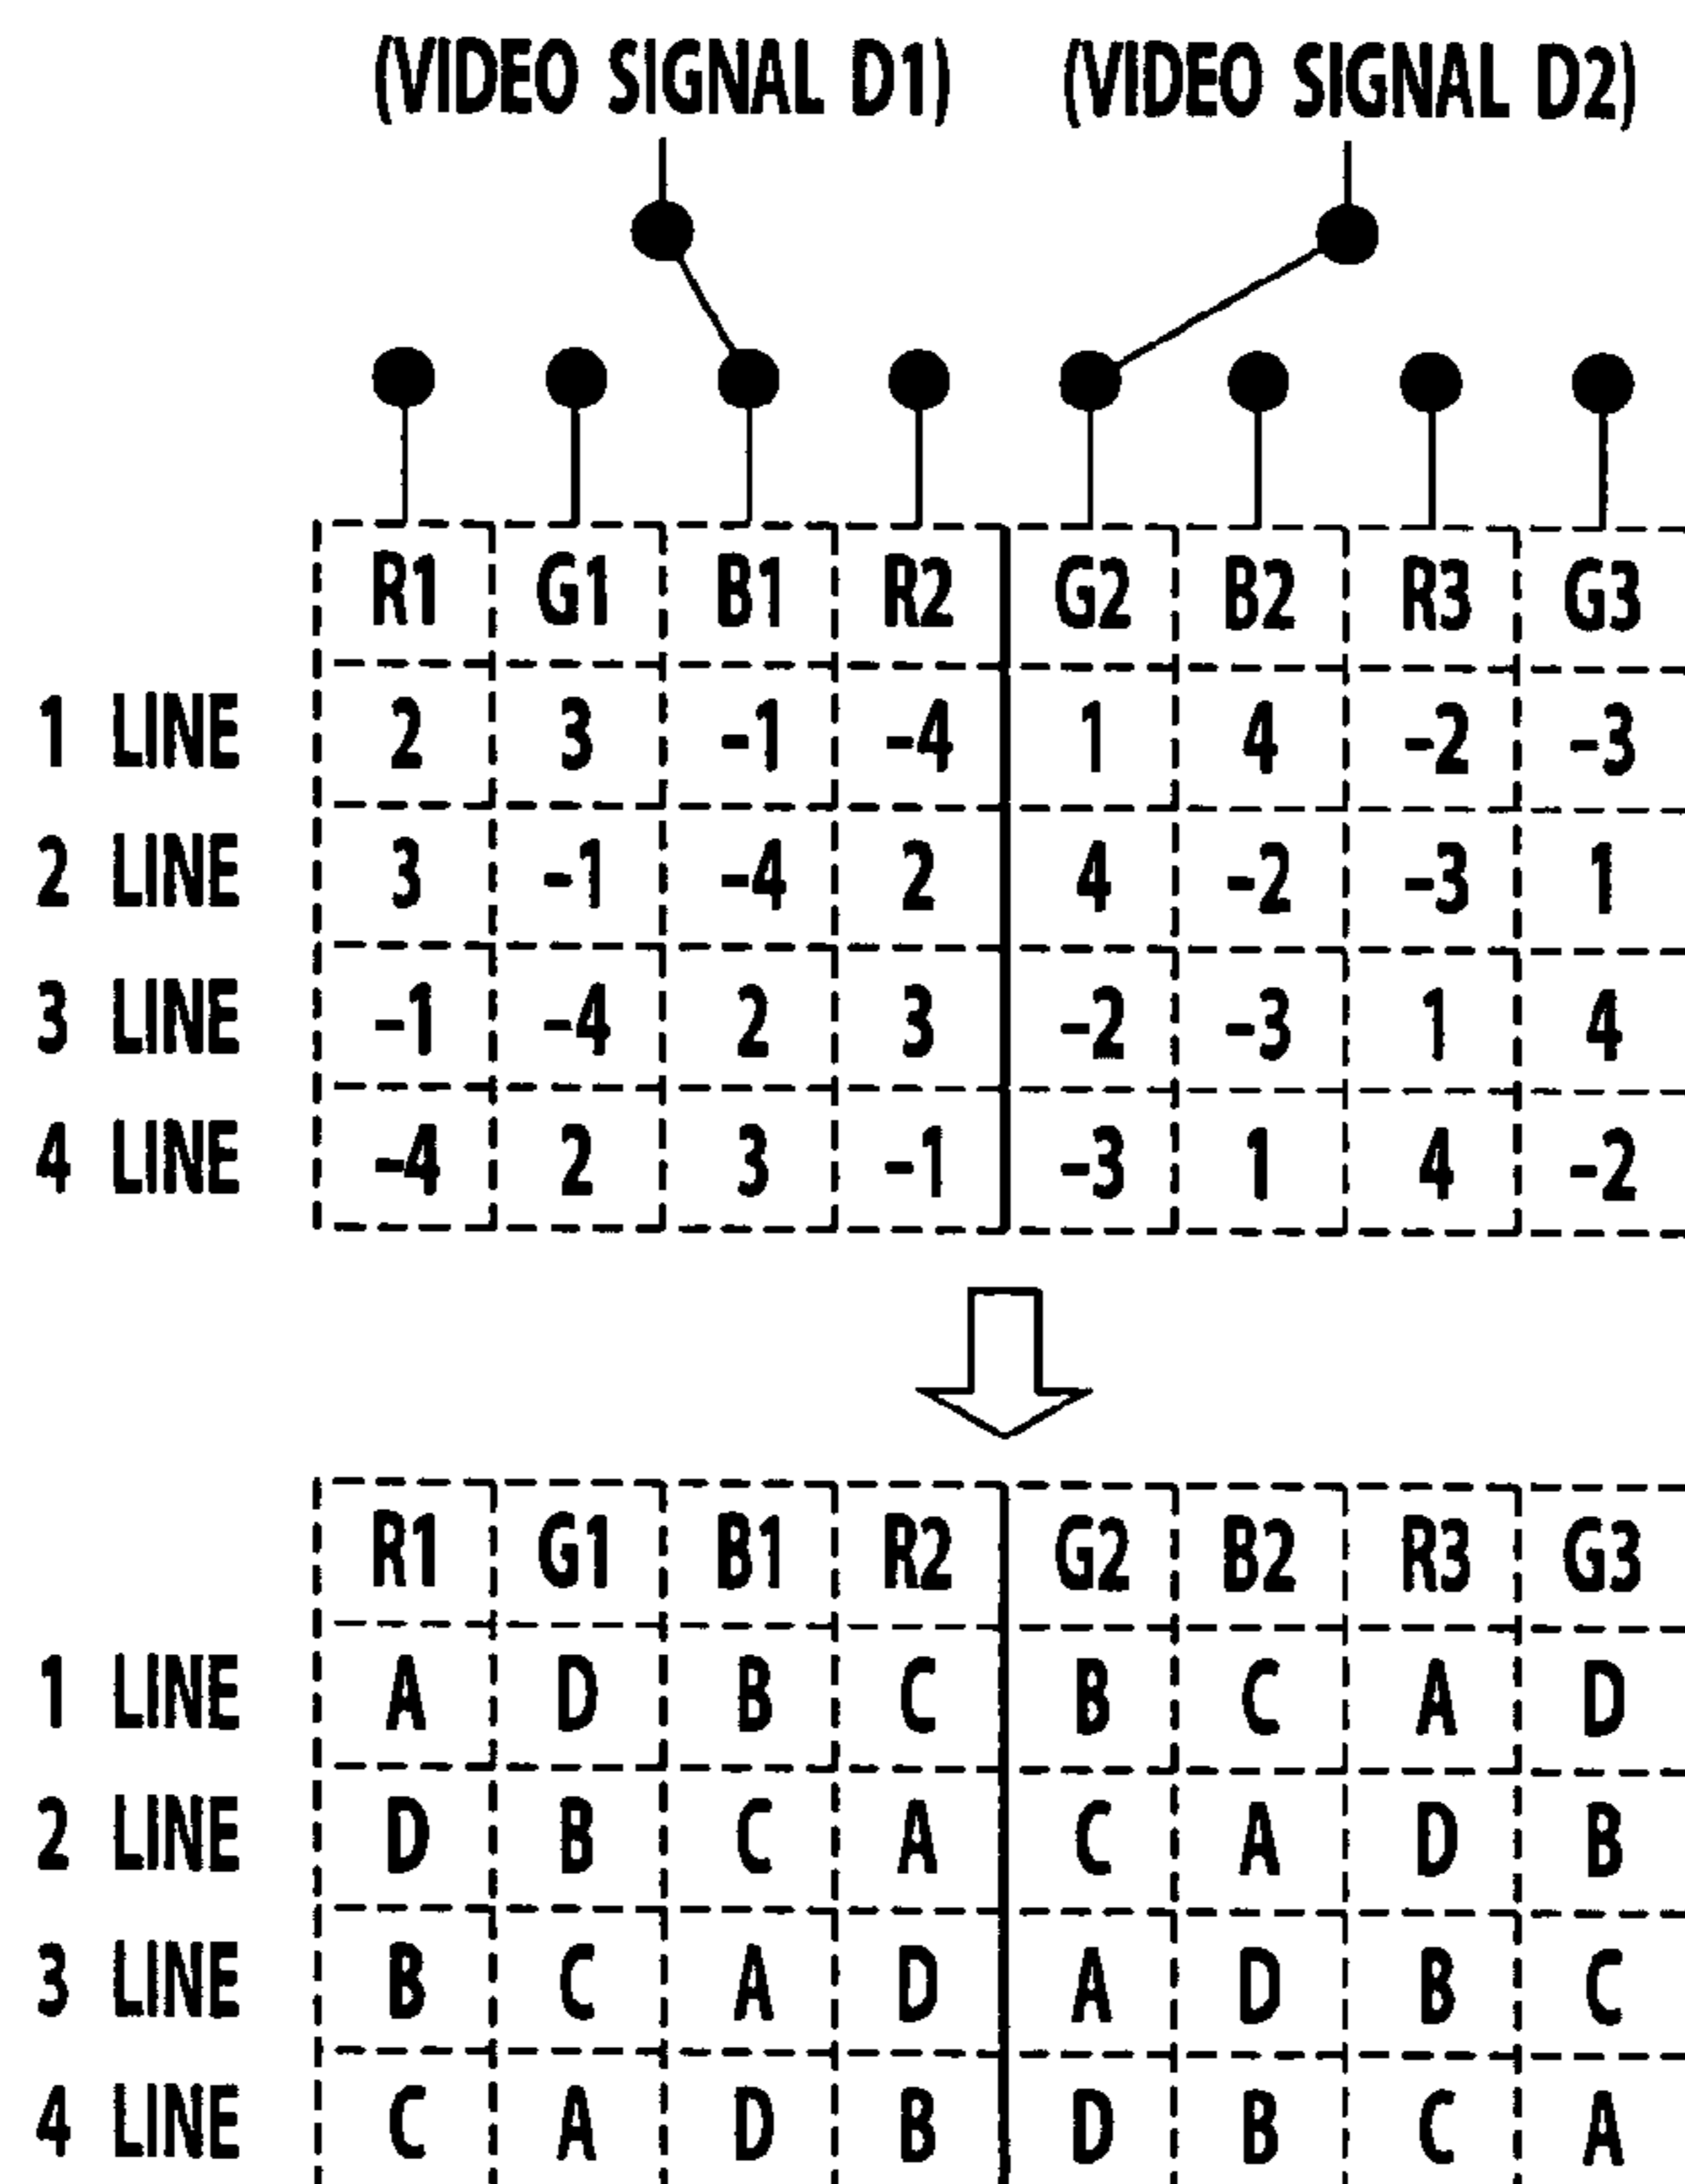 (VIDEO SIGNAL D1) (VIDEO SIGNAL D2)
R1 G1 B1 R2 G2 B2 R3 G3
1 LINE 2 3 -1 -4 1 4 -2 -3
2 LINE 3 -1 -4 2 4 -2 -3 1
3 LINE -1 -4 2 3 -2 -3 1 4
4 LINE -4 2 3 -1 -3 1 4 -2
R1 G1 B1 R2 G2 B2 R3 G3
1 LINE A D B C B C A D
2 LINE D B C A C A D B
3 LINE B C A D A D B C
4 LINE C A D B D B C A